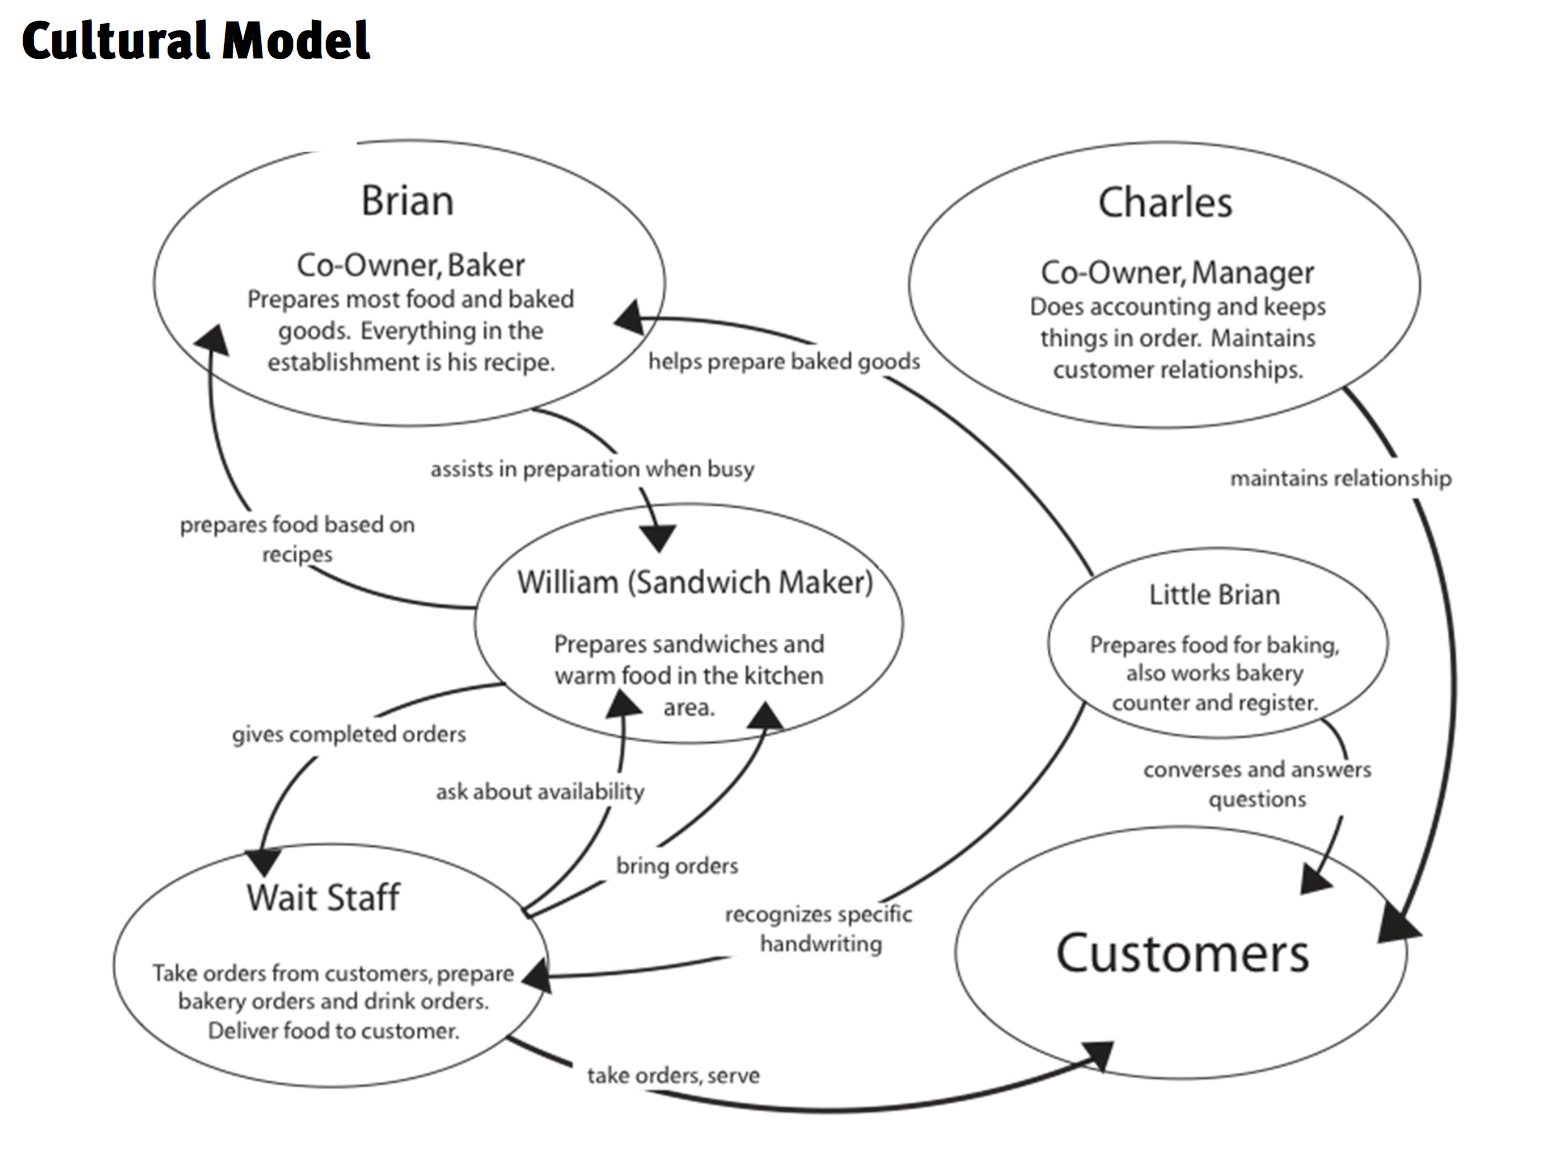 Cultural Model
Brian
Co-Owner, Baker
Prepares most food and baked
goods. Everything in the
establishment is his recipe.
Charles
Co-Owner, Manager
Does accounting and keeps
things in order. Maintains
customer relationships.
helps prepare baked goods
assists in preparation when busy
maintains relationship
prepares food based on
recipes
William (Sandwich Maker)
Prepares sandwiches and
warm food in the kitchen
area.
Little Brian
Prepares food for baking,
also works bakery
counter and register.
gives completed orders
ask about availability
converses and answers
questions
bring orders
recognizes specific
handwriting
Wait Staff
Take orders from customers, prepare
bakery orders and drink orders.
Deliver food to customer.
Customers
take orders, serve